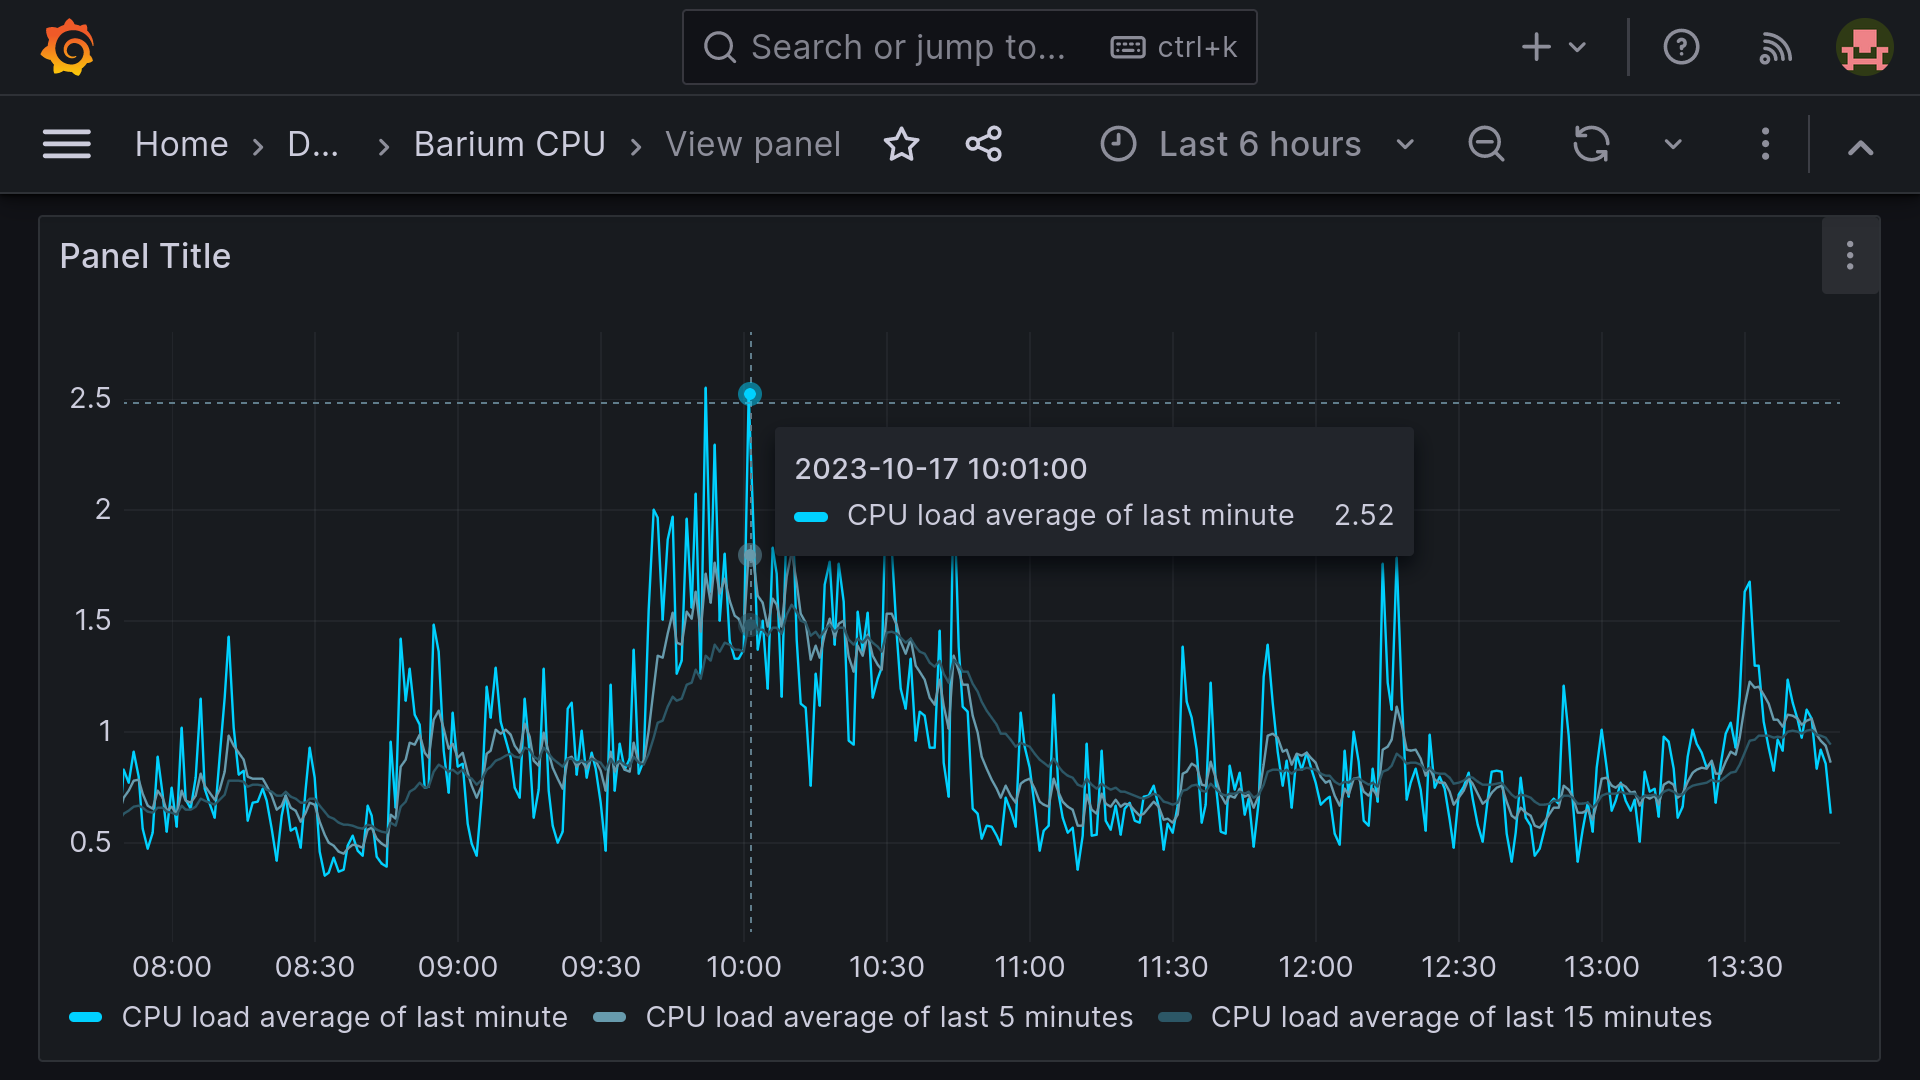 Search or jump to... ctrl+k
Home › D... › Barium CPU › View panel Last 6 hours
Panel Title
2.5
2
1.5
1
0.5
2023-10-17 10:01:00
CPU load average of last minute 2.52
08:00 08:30 09:00 09:30 10:00 10:30 11:00 11:30 12:00 12:30 13:00 13:30
CPU load average of last minute CPU load average of last 5 minutes CPU load average of last 15 minutes